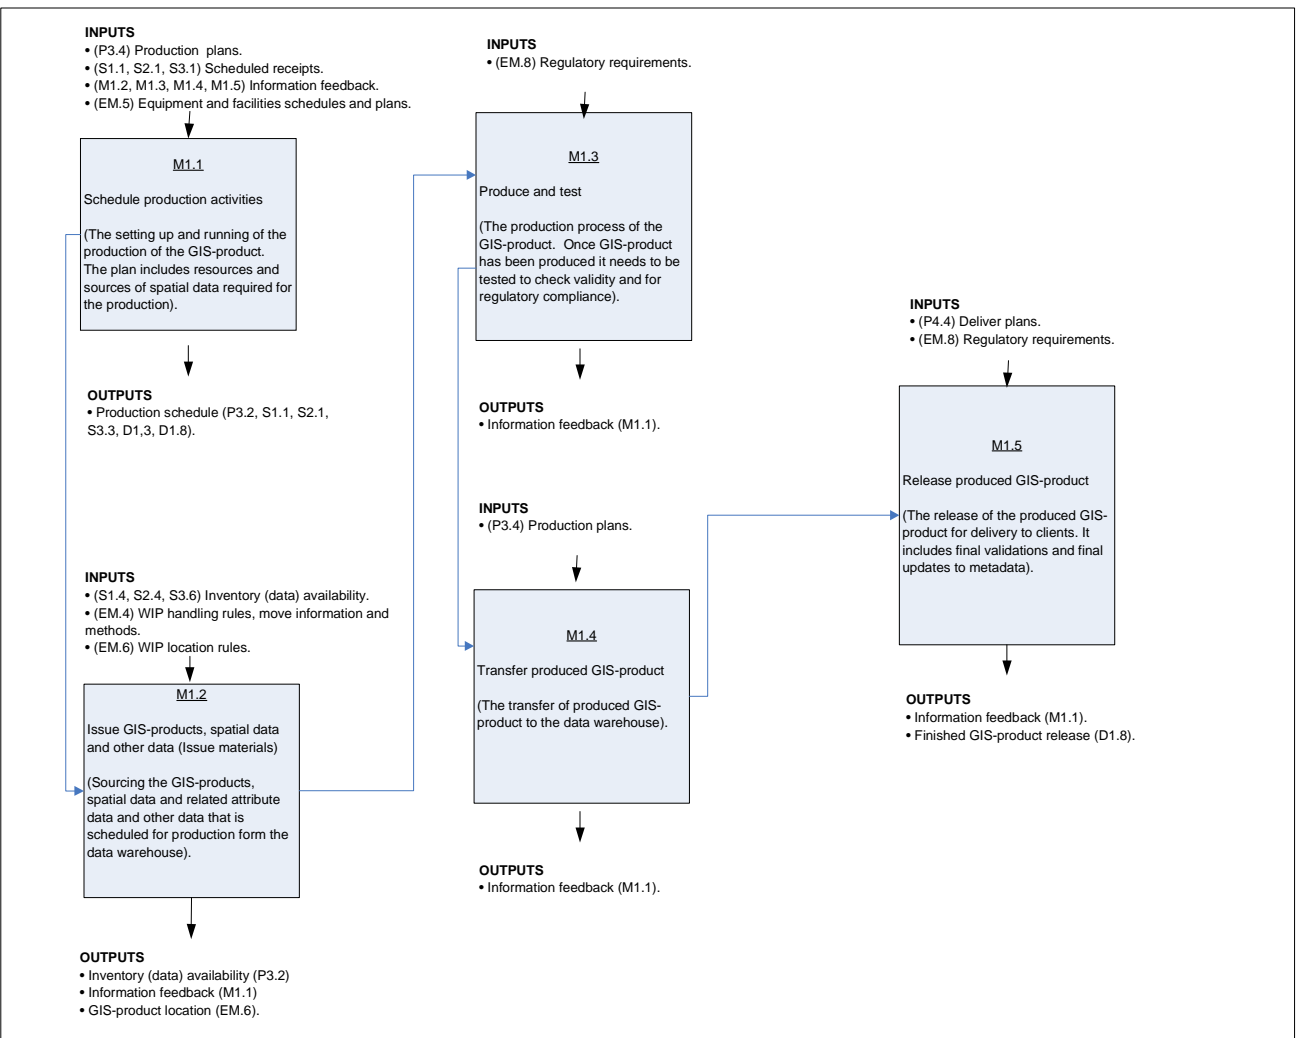 INPUTS
• (P3.4) Production plans.
• (S1.1, S2.1, S3.1) Scheduled receipts.
• (M1.2, M1.3, M1.4, M1.5) Information feedback.
• (EM.5) Equipment and facilities schedules and plans.
M1.1
Schedule production activities
(The setting up and running of the
production of the GIS-product.
The plan includes resources and
sources of spatial data required for
the production).
OUTPUTS
• Production schedule (P3.2, S1.1, S2.1,
S3.3, D1,3, D1.8).
INPUTS
• (S1.4, S2.4, S3.6) Inventory (data) availability.
• (EM.4) WIP handling rules, move information and
methods.
• (EM.6) WIP location rules.
M1.2
Issue GIS-products, spatial data
and other data (Issue materials)
(Sourcing the GIS-products,
spatial data and related attribute
data and other data that is
scheduled for production form the
data warehouse).
OUTPUTS
• Inventory (data) availability (P3.2)
• Information feedback (M1.1)
• GIS-product location (EM.6).
INPUTS
• (EM.8) Regulatory requirements.
M1.3
Produce and test
(The production process of the
GIS-product. Once GIS-product
has been produced it needs to be
tested to check validity and for
regulatory compliance).
OUTPUTS
• Information feedback (M1.1).
INPUTS
• (P3.4) Production plans.
M1.4
Transfer produced GIS-product
(The transfer of produced GIS-
product to the data warehouse).
OUTPUTS
• Information feedback (M1.1).
INPUTS
• (P4.4) Deliver plans.
• (EM.8) Regulatory requirements.
M1.5
Release produced GIS-product
(The release of the produced GIS-
product for delivery to clients. It
includes final validations and final
updates to metadata).
OUTPUTS
• Information feedback (M1.1).
• Finished GIS-product release (D1.8).